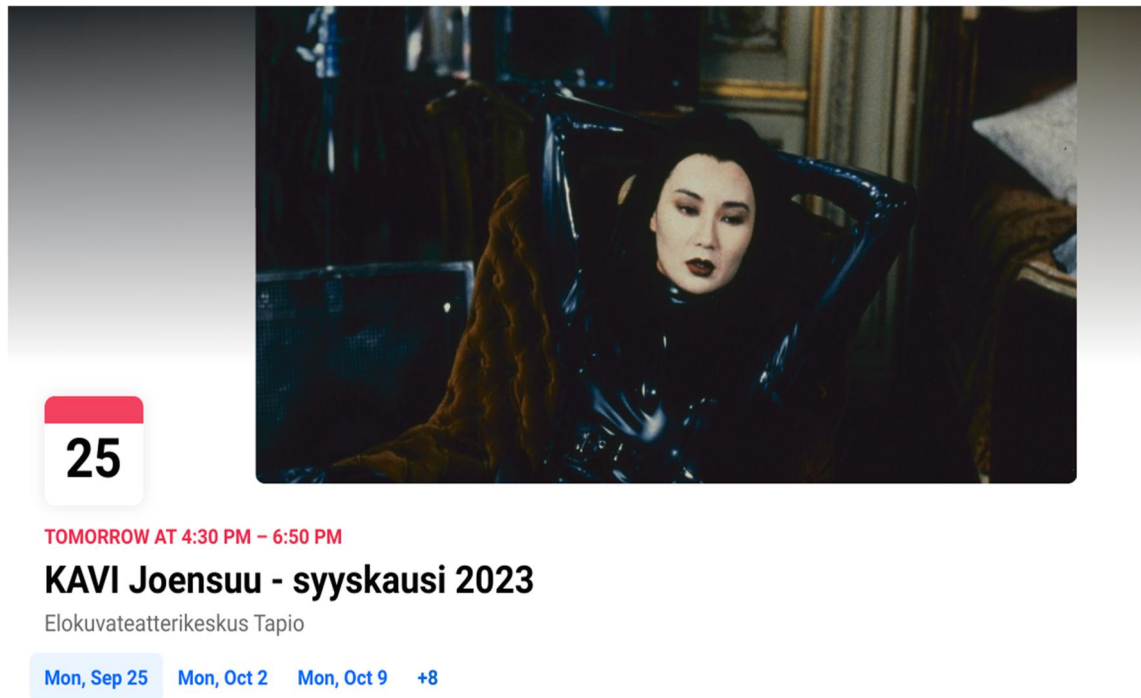 25
TOMORROW AT 4:30 PM – 6:50 PM
KAVI Joensuu - syyskausi 2023
Elokuvateatterikeskus Tapio
Mon, Sep 25 Mon, Oct 2 Mon, Oct 9 +8